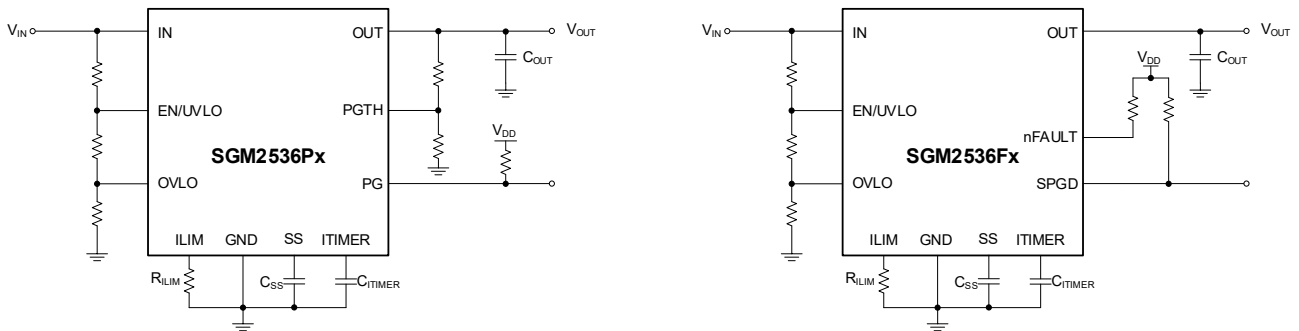 VIN
IN
OUT
VOUT
COUT
EN/UVLO
PGTH
VDD
SGM2536Px
OVLO
PG
ILIM
GND
SS
ITIMER
RILIM
CSS
CITIMER
VIN
IN
OUT
VOUT
VDD
COUT
EN/UVLO
nFAULT
SGM2536Fx
OVLO
SPGD
ILIM
GND
SS
ITIMER
RILIM
CSS
CITIMER